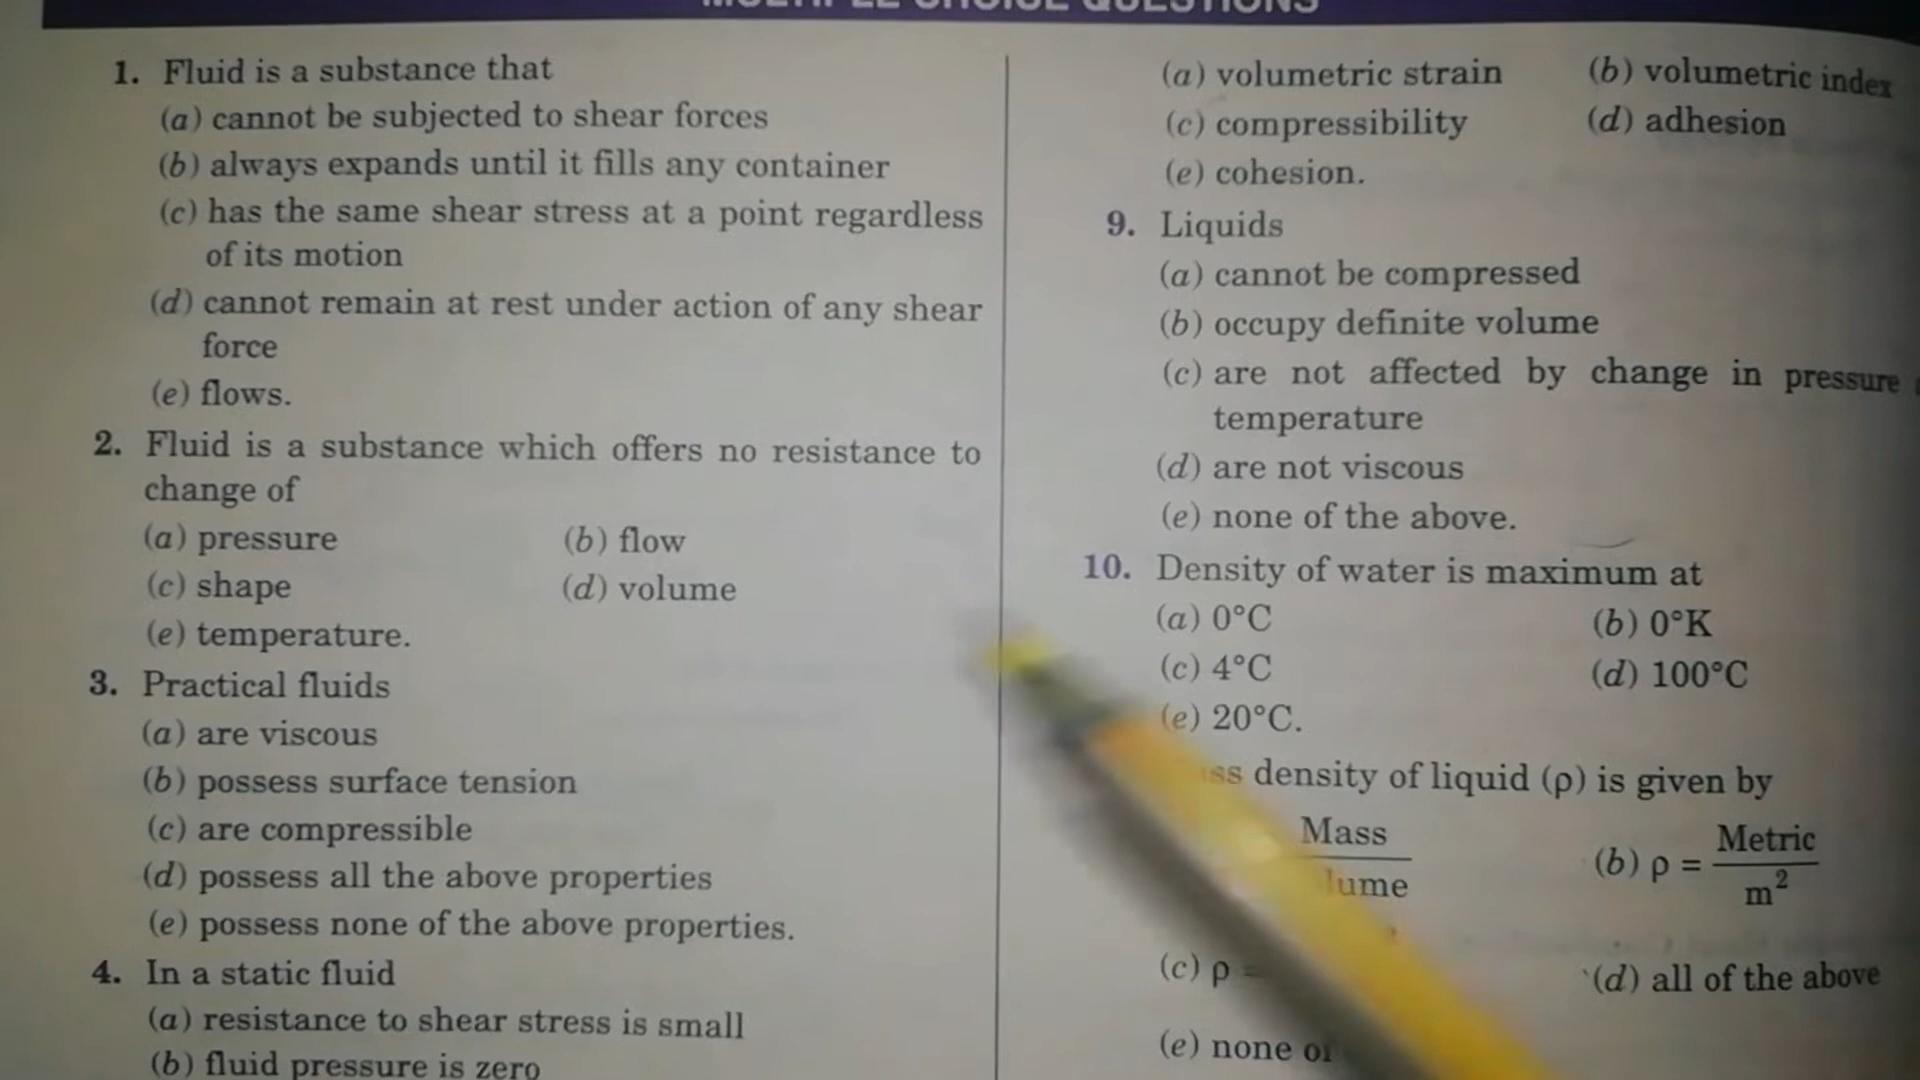 MULTIPLE CHOICE QUESTIONS
1. Fluid is a substance that
(a) cannot be subjected to shear forces
(b) always expands until it fills any container
(c) has the same shear stress at a point regardless
of its motion
(d) cannot remain at rest under action of any shear
force
(e) flows.
2. Fluid is a substance which offers no resistance to
change of
(a) pressure (b) flow
(c) shape (d) volume
(e) temperature.
3. Practical fluids
(a) are viscous
(b) possess surface tension
(c) are compressible
(d) possess all the above properties
(e) possess none of the above properties.
4. In a static fluid
(a) resistance to shear stress is small
(b) fluid pressure is zero
(a) volumetric strain (b) volumetric index
(c) compressibility (d) adhesion
(e) cohesion.
9. Liquids
(a) cannot be compressed
(b) occupy definite volume
(c) are not affected by change in pressure
temperature
(d) are not viscous
(e) none of the above.
10. Density of water is maximum at
(a) 0°C (b) 0°K
(c) 4°C (d) 100°C
(e) 20°C.
density of liquid (ρ) is given by
Mass
(b) ρ = Metric
m²
(c) ρ = (d) all of the above
(e) none of